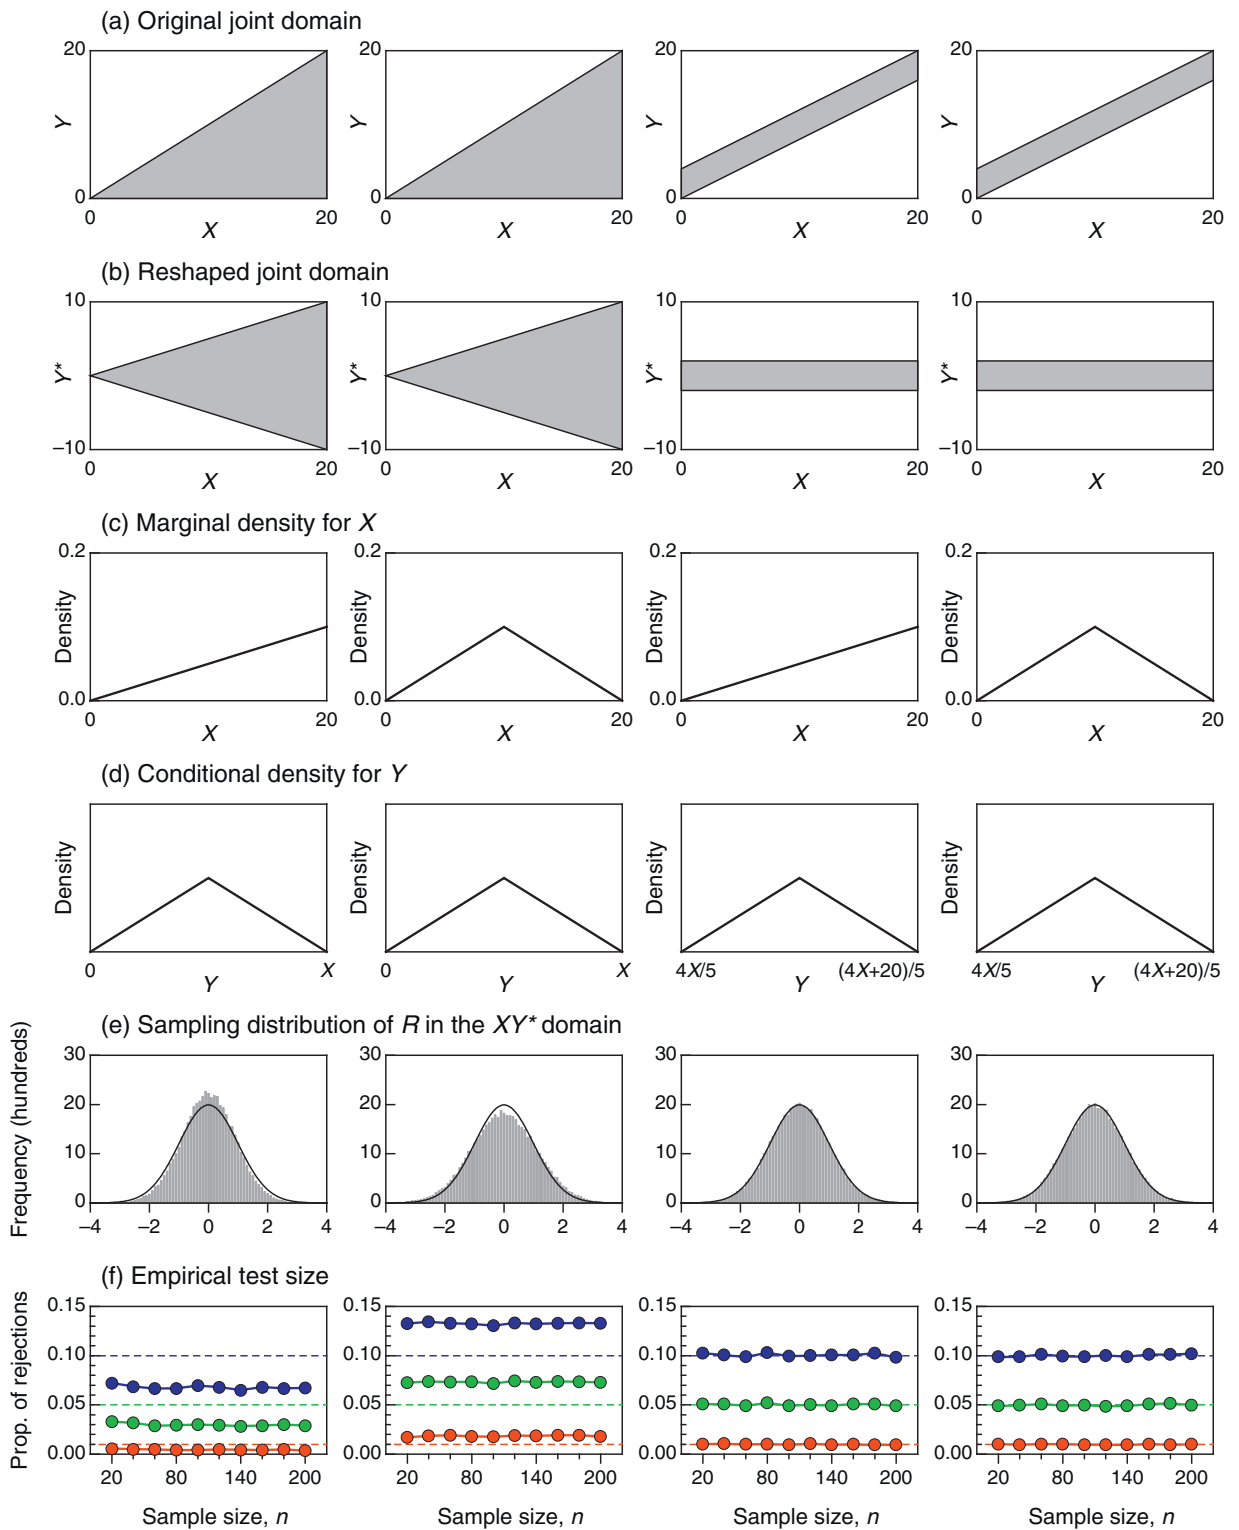 (a) Original joint domain
20 20 20 20
Y Y Y Y
0 0 0 0
0 20 0 20 0 20 0 20
X X X X
(b) Reshaped joint domain
10 10 10 10
Y* Y* Y* Y*
−10 −10 −10 −10
0 20 0 20 0 20 0 20
X X X X
(c) Marginal density for X
0.2 0.2 0.2 0.2
Density Density Density Density
0.0 0.0 0.0 0.0
0 20 0 20 0 20 0 20
X X X X
(d) Conditional density for Y
Density Density Density Density
0 X 0 X 4X/5 (4X+20)/5 4X/5 (4X+20)/5
Y Y Y Y
(e) Sampling distribution of R in the XY* domain
Frequency (hundreds)
30 30 30 30
20 20 20 20
10 10 10 10
0 0 0 0
−4 −2 0 2 4 −4 −2 0 2 4 −4 −2 0 2 4 −4 −2 0 2 4
(f) Empirical test size
Prop. of rejections
0.15 0.15 0.15 0.15
0.10 0.10 0.10 0.10
0.05 0.05 0.05 0.05
0.00 0.00 0.00 0.00
20 80 140 200 20 80 140 200 20 80 140 200 20 80 140 200
Sample size, n Sample size, n Sample size, n Sample size, n